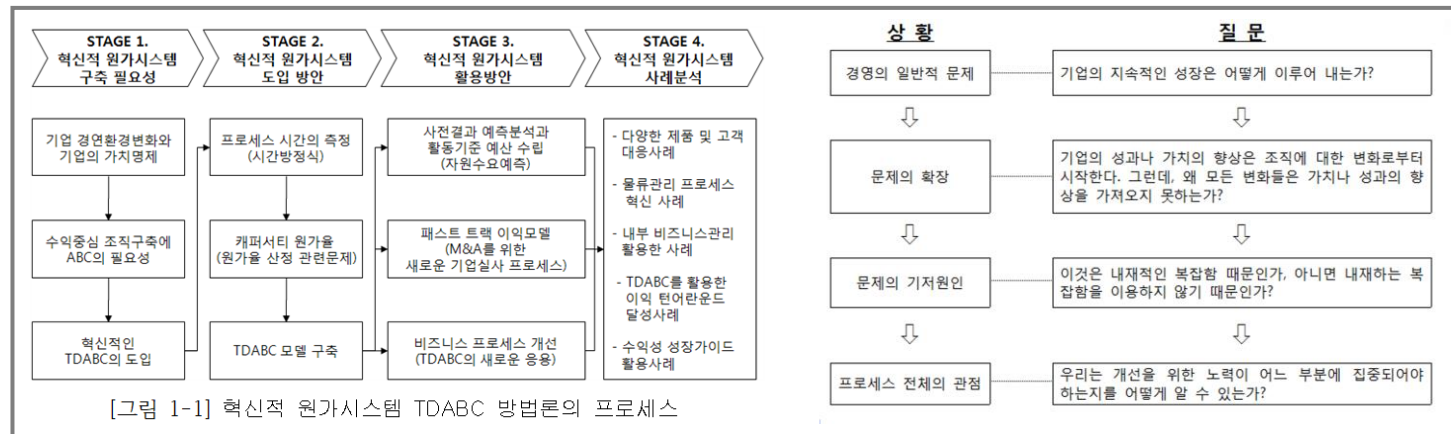 STAGE 1.
혁신적 원가시스템
구축 필요성
STAGE 2.
혁신적 원가시스템
도입 방안
STAGE 3.
혁신적 원가시스템
활용방안
STAGE 4.
혁신적 원가시스템
사례분석
기업 경연환경변화와
기업의 가치명제
수익중심 조직구축에
ABC의 필요성
혁신적인
TDABC의 도입
프로세스 시간의 측정
(시간방정식)
캐퍼서티 원가율
(원가율 산정 관련문제)
TDABC 모델 구축
사전결과 예측분석과
활동기준 예산 수립
(자원수요예측)
패스트 트랙 이익모델
(M&A를 위한
새로운 기업실사 프로세스)
비즈니스 프로세스 개선
(TDABC의 새로운 응용)
- 다양한 제품 및 고객
대응사례
- 물류관리 프로세스
혁신 사례
- 내부 비즈니스관리
활용한 사례
- TDABC를 활용한
이익 턴어란운드
달성사례
- 수익성 성장가이드
활용사례
[그림 1-1] 혁신적 원가시스템 TDABC 방법론의 프로세스
상 황
질 문
경영의 일반적 문제
기업의 지속적인 성장은 어떻게 이루어 내는가?
문제의 확장
기업의 성과나 가치의 향상은 조직에 대한 변화로부터
시작한다. 그런데, 왜 모든 변화들은 가치나 성과의 향
상을 가져오지 못하는가?
문제의 기저원인
이것은 내재적인 복잡함 때문인가, 아니면 내재하는 복
잡함을 이용하지 않기 때문인가?
프로세스 전체의 관점
우리는 개선을 위한 노력이 어느 부분에 집중되어야
하는지를 어떻게 알 수 있는가?